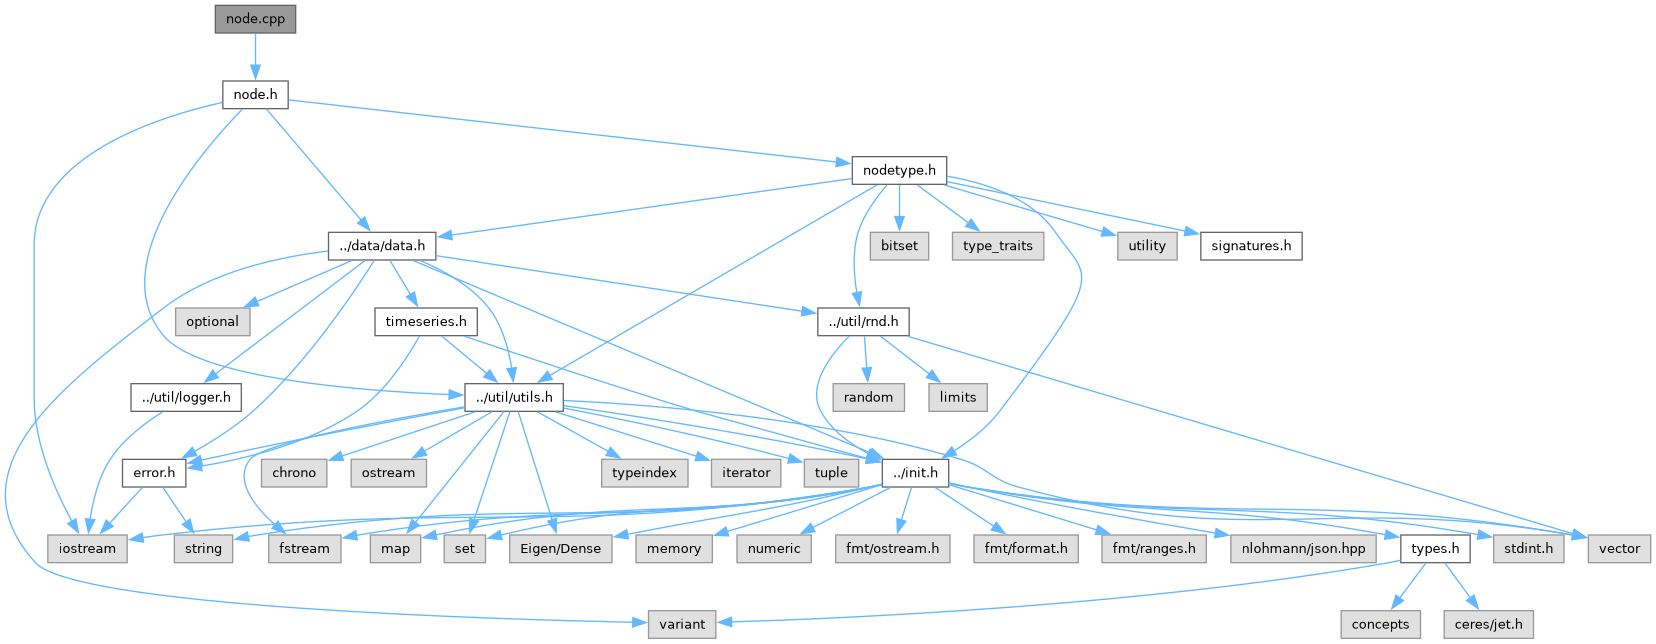 node.cpp
node.h
nodetype.h
../data/data.h
bitset
type_traits
utility
signatures.h
optional
timeseries.h
../util/rnd.h
../util/logger.h
../util/utils.h
random
limits
error.h
chrono
ostream
typeindex
iterator
tuple
../init.h
iostream
string
fstream
map
set
Eigen/Dense
memory
numeric
fmt/ostream.h
fmt/format.h
fmt/ranges.h
nlohmann/json.hpp
types.h
stdint.h
vector
variant
concepts
ceres/jet.h